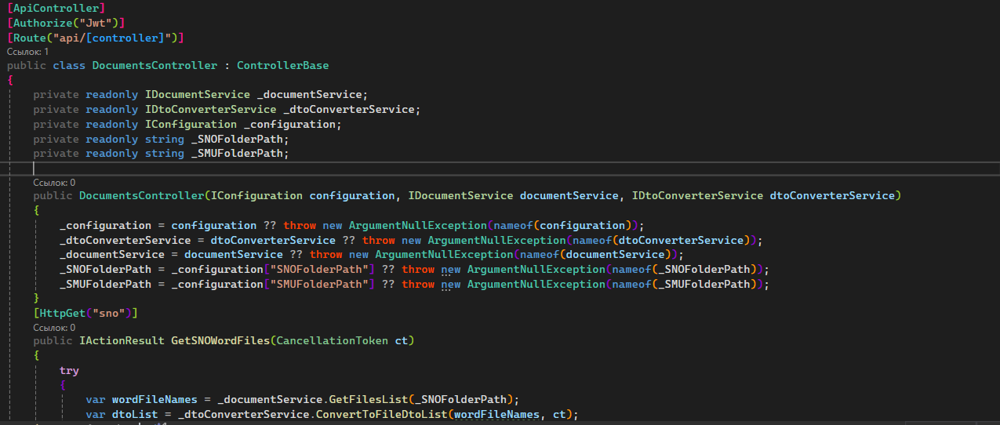 [ApiController]
[Authorize("Jwt")]
[Route("api/[controller]")]
Ссылок: 1
public class DocumentsController : ControllerBase
{
private readonly IDocumentService _documentService;
private readonly IDtoConverterService _dtoConverterService;
private readonly IConfiguration _configuration;
private readonly string _SNOFolderPath;
private readonly string _SMUFolderPath;
Ссылок: 0
public DocumentsController(IConfiguration configuration, IDocumentService documentService, IDtoConverterService dtoConverterService)
{
_configuration = configuration ?? throw new ArgumentNullException(nameof(configuration));
_dtoConverterService = dtoConverterService ?? throw new ArgumentNullException(nameof(dtoConverterService));
_documentService = documentService ?? throw new ArgumentNullException(nameof(documentService));
_SNOFolderPath = _configuration["SNOFolderPath"] ?? throw new ArgumentNullException(nameof(_SNOFolderPath));
_SMUFolderPath = _configuration["SMUFolderPath"] ?? throw new ArgumentNullException(nameof(_SMUFolderPath));
}
[HttpGet("sno")]
Ссылок: 0
public IActionResult GetSNOWordFiles(CancellationToken ct)
{
try
{
var wordFileNames = _documentService.GetFilesList(_SNOFolderPath);
var dtoList = _dtoConverterService.ConvertToFileDtoList(wordFileNames, ct);